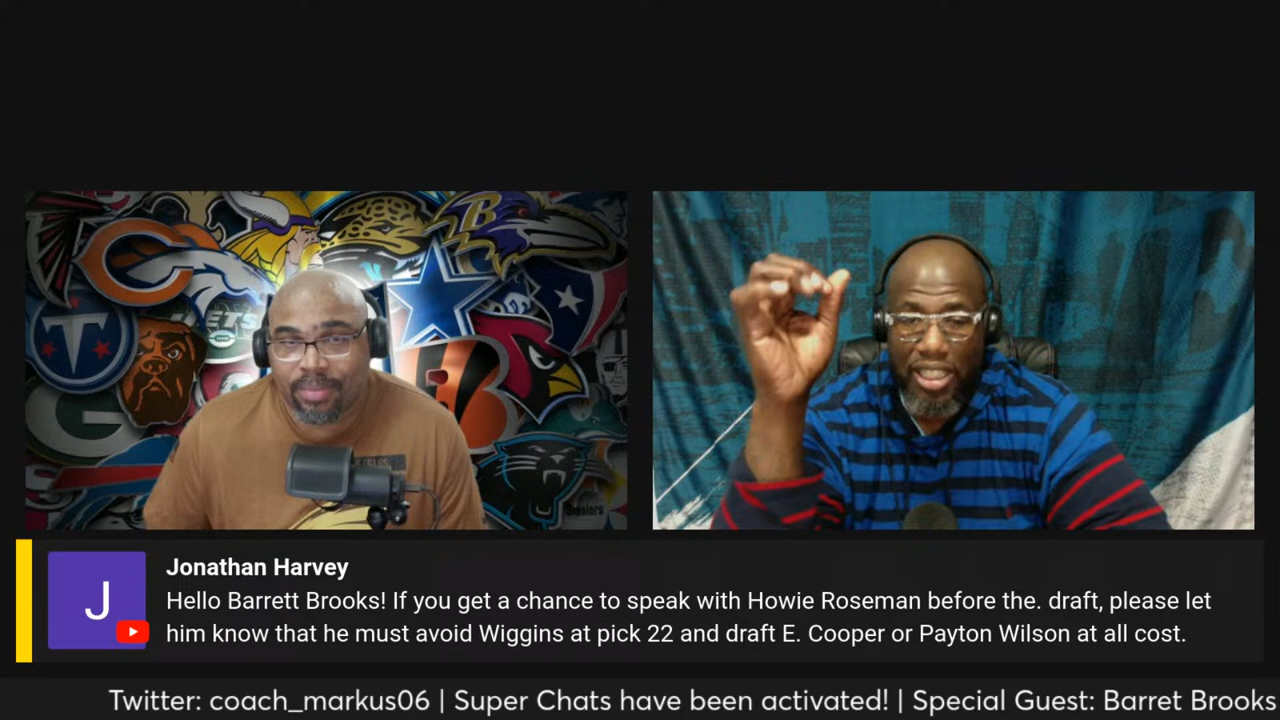 JETS
Steelers
J
Jonathan Harvey
Hello Barrett Brooks! If you get a chance to speak with Howie Roseman before the. draft, please let
him know that he must avoid Wiggins at pick 22 and draft E. Cooper or Payton Wilson at all cost.
Twitter: coach_markus06 | Super Chats have been activated! | Special Guest: Barret Brooks